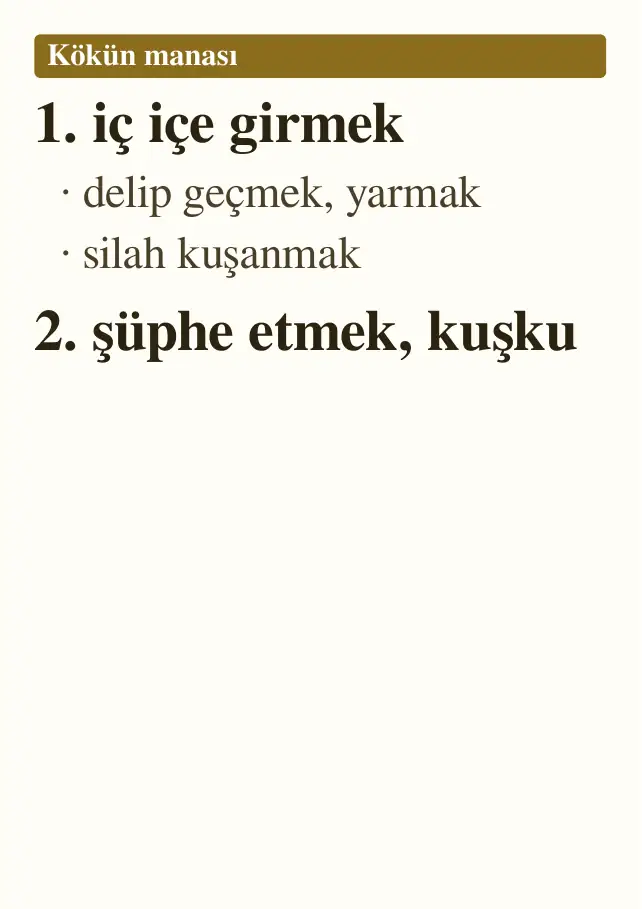 Kökün manası
1. iç içe girmek
· delip geçmek, yarmak
· silah kuşanmak
2. şüphe etmek, kuşku